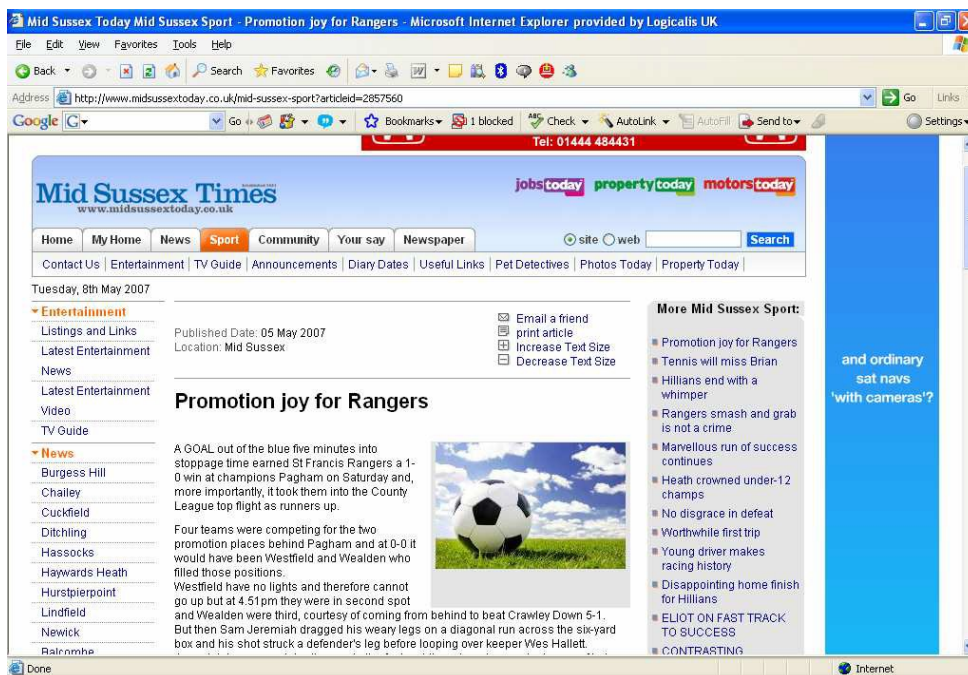 Mid Sussex Today Mid Sussex Sport - Promotion joy for Rangers - Microsoft Internet Explorer provided by Logicalis UK
File Edit View Favorites Tools Help
Back Search Favorites
Address http://www.midsussextoday.co.uk/mid-sussex-sport?articleid=2857560 Go Links
Google G Go Bookmarks 1 blocked Check AutoLink AutoFill Send to Settings
Tel: 01444 484431
Mid Sussex Times
www.midsussextoday.co.uk
jobstoday propertytoday motorstoday
Home My Home News Sport Community Your say Newspaper site web Search
Contact Us | Entertainment | TV Guide | Announcements | Diary Dates | Useful Links | Pet Detectives | Photos Today | Property Today |
Tuesday, 8th May 2007
Entertainment
Listings and Links
Latest Entertainment
News
Latest Entertainment
Video
TV Guide
News
Burgess Hill
Chailey
Cuckfield
Ditchling
Hassocks
Haywards Heath
Hurstpierpoint
Lindfield
Newick
Balcombe
Published Date: 05 May 2007
Location: Mid Sussex
Email a friend
print article
Increase Text Size
Decrease Text Size
Promotion joy for Rangers
A GOAL out of the blue five minutes into
stoppage time earned St Francis Rangers a 1-
0 win at champions Pagham on Saturday and,
more importantly, it took them into the County
League top flight as runners up.
Four teams were competing for the two
promotion places behind Pagham and at 0-0 it
would have been Westfield and Wealden who
filled those positions.
Westfield have no lights and therefore cannot
go up but at 4.51pm they were in second spot
and Wealden were third, courtesy of coming from behind to beat Crawley Down 5-1.
But then Sam Jeremiah dragged his weary legs on a diagonal run across the six-yard
box and his shot struck a defender's leg before looping over keeper Wes Hallett.
More Mid Sussex Sport:
Promotion joy for Rangers
Tennis will miss Brian
Hillians end with a
whimper
Rangers smash and grab
is not a crime
Marvellous run of success
continues
Heath crowned under-12
champs
No disgrace in defeat
Worthwhile first trip
Young driver makes
racing history
Disappointing home finish
for Hillians
ELIOT ON FAST TRACK
TO SUCCESS
CONTRASTING
and ordinary
sat navs
'with cameras'?
Done Internet